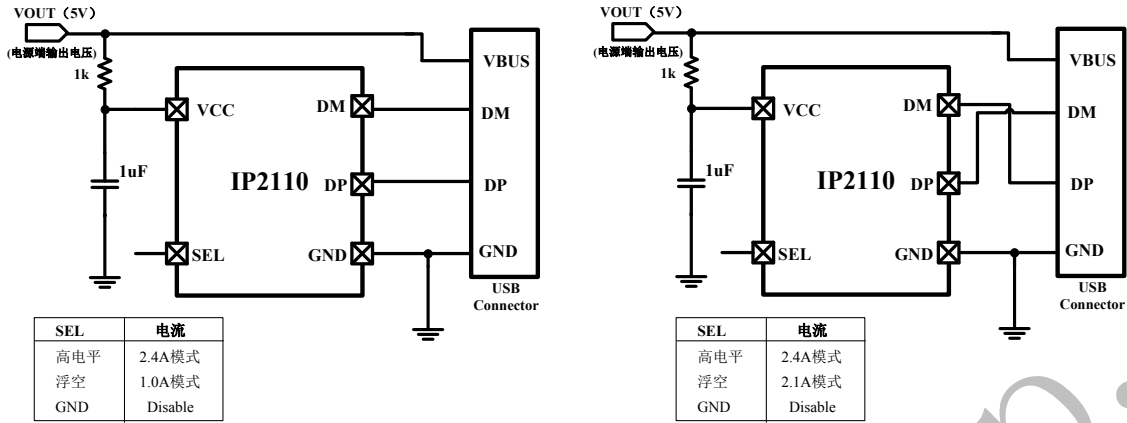 VOUT（5V）
(电源端输出电压)
1k
VCC
DM
VBUS
DM
1uF
IP2110
DP
DP
SEL
GND
GND
USB
Connector
SEL 电流
高电平 2.4A模式
浮空 1.0A模式
GND Disable
VOUT（5V）
(电源端输出电压)
1k
VCC
DM
VBUS
DM
1uF
IP2110
DP
DP
SEL
GND
GND
USB
Connector
SEL 电流
高电平 2.4A模式
浮空 2.1A模式
GND Disable